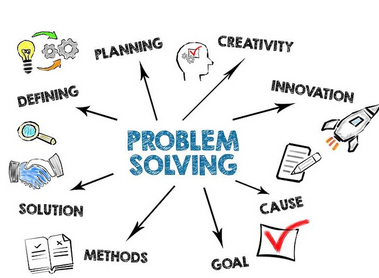 PLANNING
CREATIVITY
DEFINING
INNOVATION
PROBLEM
SOLVING
SOLUTION
CAUSE
METHODS
GOAL